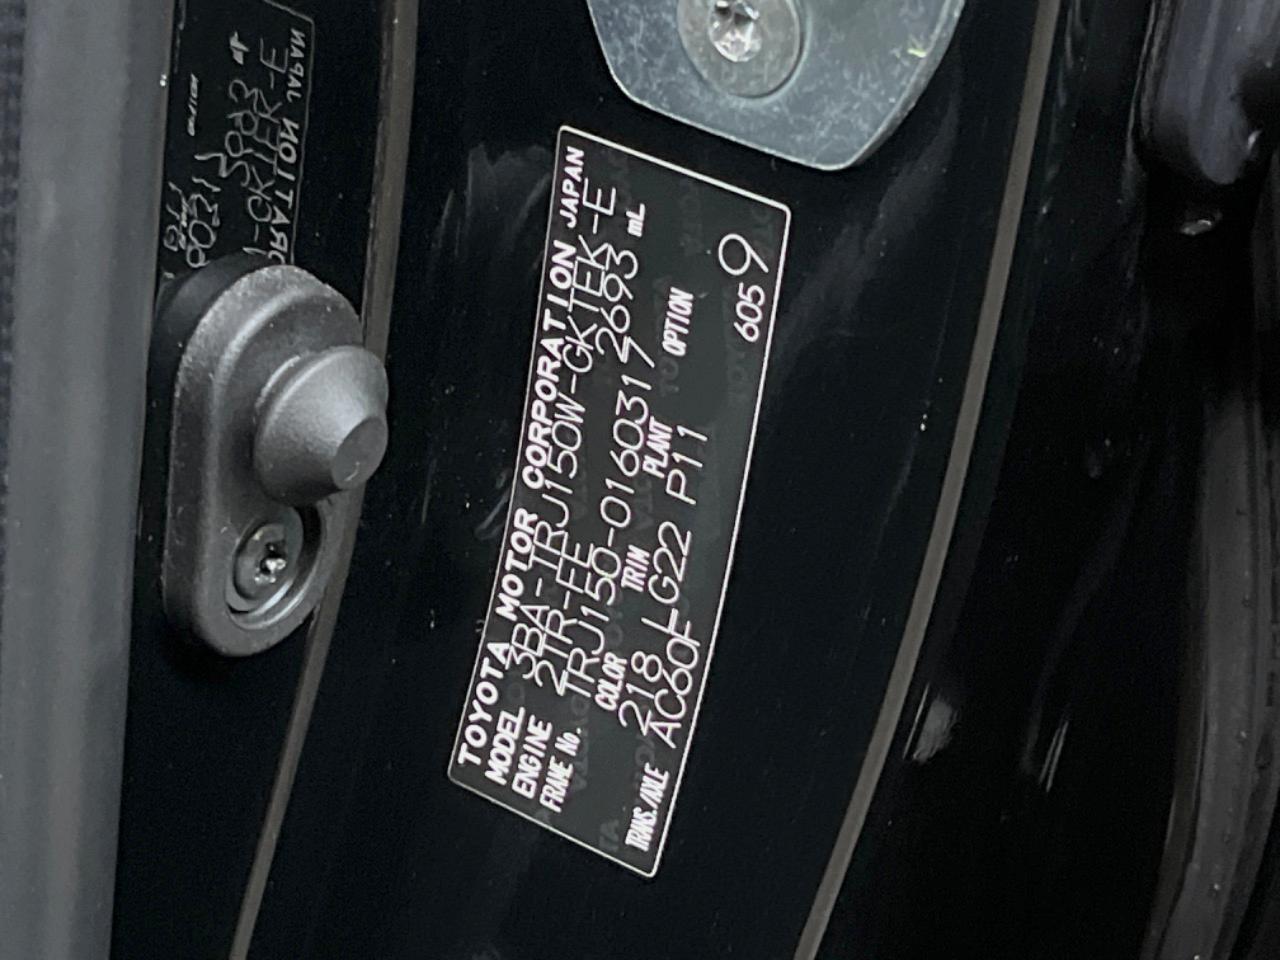 TOYOTA MOTOR CORPORATION JAPAN
MODEL 3BA-TRJ150W-GKTEK-E
ENGINE 2TR-FE 2693 mL
FRAME No. TRJ150-0160317
COLOR TRIM PLANT OPTION
218 LG22 P11
TRANS./AXLE AC60F 6059